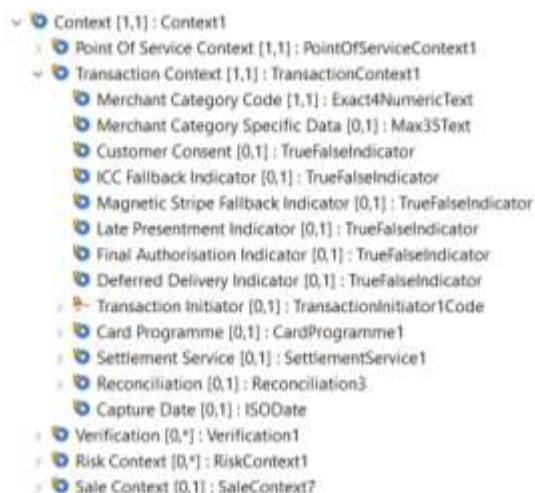 Context [1,1] : Context1
Point Of Service Context [1,1] : PointOfServiceContext1
Transaction Context [1,1] : TransactionContext1
Merchant Category Code [1,1] : Exact4NumericText
Merchant Category Specific Data [0,1] : Max35Text
Customer Consent [0,1] : TrueFalseIndicator
ICC Fallback Indicator [0,1] : TrueFalseIndicator
Magnetic Stripe Fallback Indicator [0,1] : TrueFalseIndicator
Late Presentment Indicator [0,1] : TrueFalseIndicator
Final Authorisation Indicator [0,1] : TrueFalseIndicator
Deferred Delivery Indicator [0,1] : TrueFalseIndicator
Transaction Initiator [0,1] : TransactionInitiator1Code
Card Programme [0,1] : CardProgramme1
Settlement Service [0,1] : SettlementService1
Reconciliation [0,1] : Reconciliation3
Capture Date [0,1] : ISODate
Verification [0,*] : Verification1
Risk Context [0,*] : RiskContext1
Sale Context [0,1] : SaleContext7